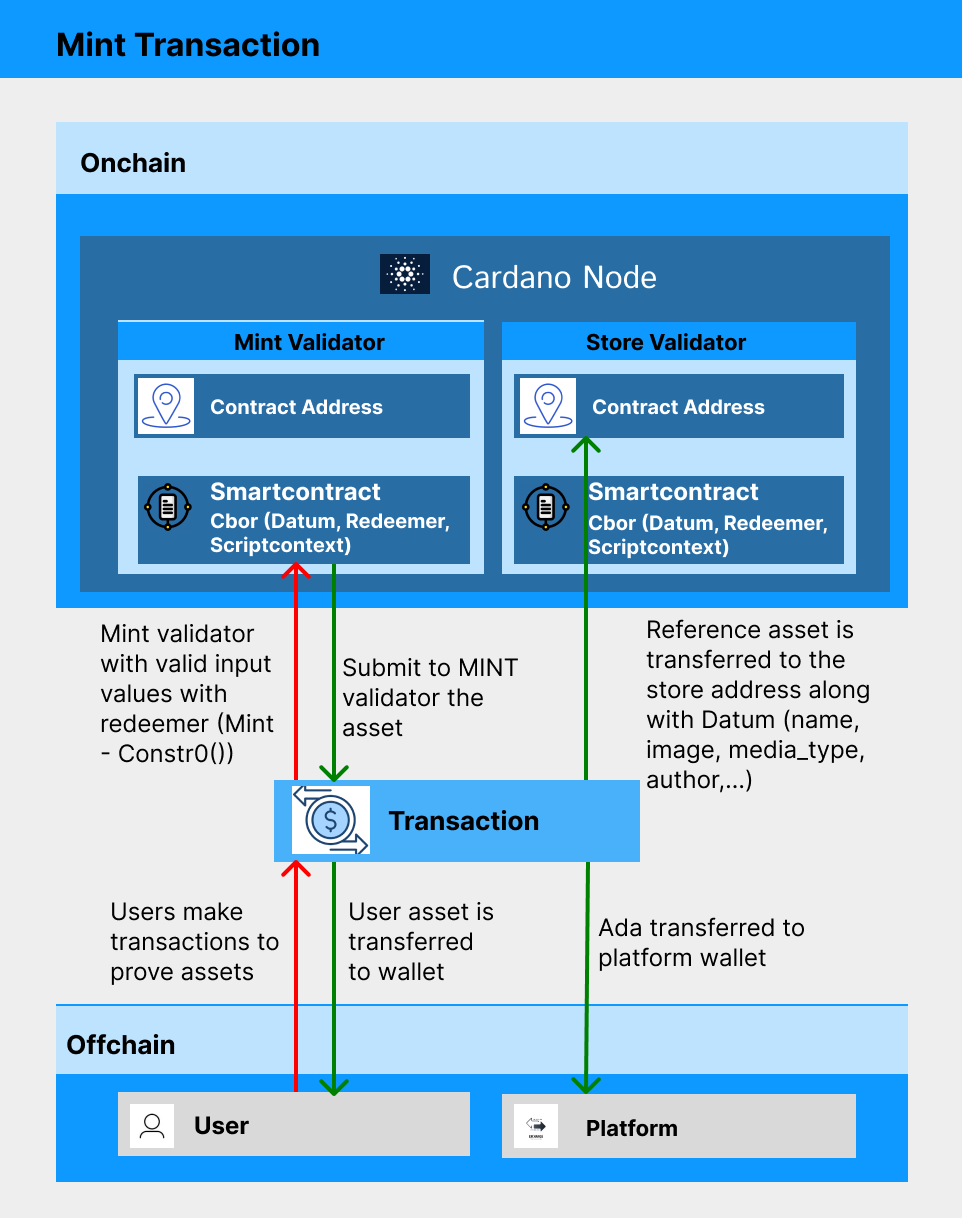 Mint Transaction
Onchain
Cardano Node
Mint Validator
Contract Address
Smartcontract
Cbor (Datum, Redeemer,
Scriptcontext)
Store Validator
Contract Address
Smartcontract
Cbor (Datum, Redeemer,
Scriptcontext)
Mint validator
with valid input
values with
redeemer (Mint
- Constr0())
Submit to MINT
validator the
asset
Reference asset is
transferred to the
store address along
with Datum (name,
image, media_type,
author,...)
$
Transaction
Users make
transactions to
prove assets
User asset is
transferred
to wallet
Ada transferred to
platform wallet
Offchain
User
Platform